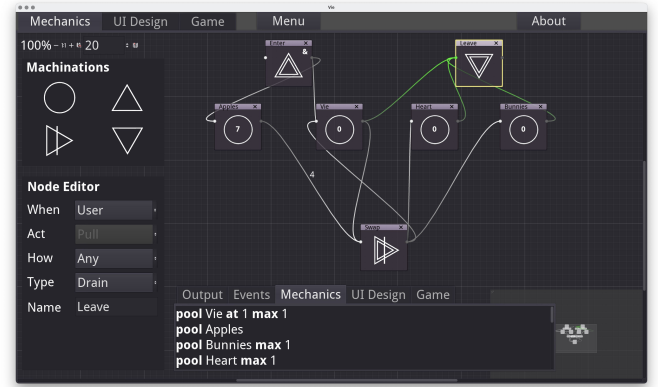 Vie
Mechanics UI Design Game Menu About
100% 20
Machinations
Enter
&
Leave
Apples
7
Vie
0
Heart
0
Bunnies
0
4
Swap
Node Editor
When User
Act Pull
How Any
Type Drain
Name Leave
Output Events Mechanics UI Design Game
pool Vie at 1 max 1
pool Apples
pool Bunnies max 1
pool Heart max 1